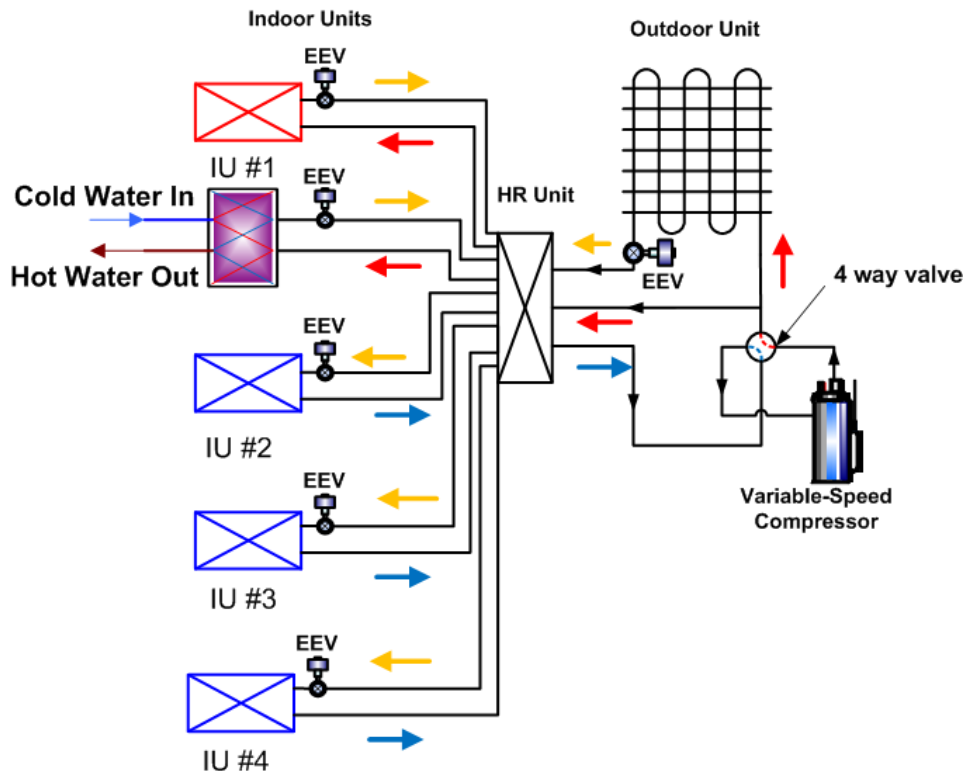 Indoor Units
Outdoor Unit
EEV
IU #1
EEV
Cold Water In
HR Unit
Hot Water Out
EEV
4 way valve
EEV
IU #2
EEV
Variable-Speed
Compressor
IU #3
EEV
IU #4